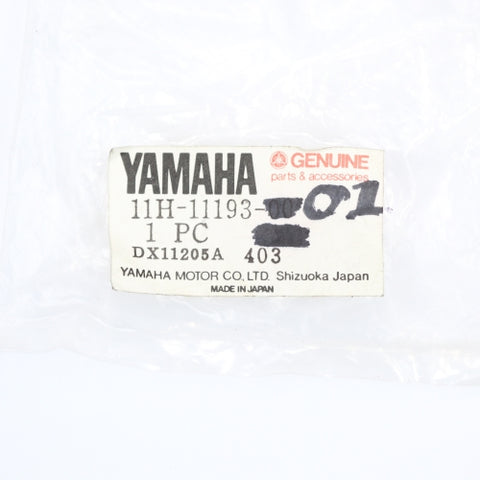 YAMAHA GENUINE
parts & accessories
11H-11193-00 01
1 PC
DX11205A 403
YAMAHA MOTOR CO., LTD. Shizuoka Japan
MADE IN JAPAN